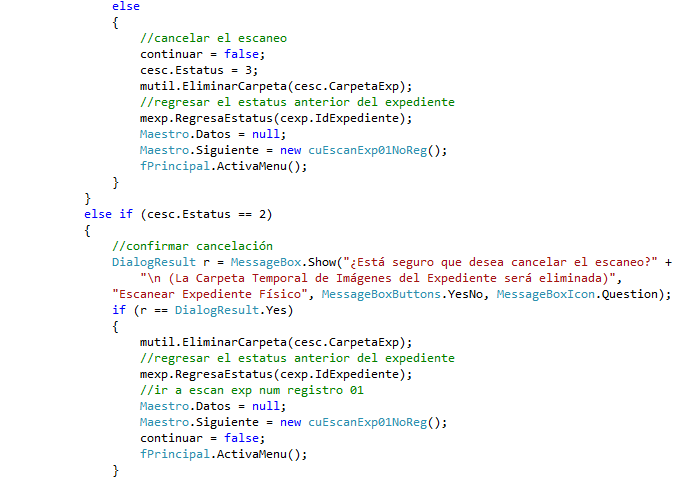 else
{
//cancelar el escaneo
continuar = false;
cesc.Estatus = 3;
mutil.EliminarCarpeta(cesc.CarpetaExp);
//regresar el estatus anterior del expediente
mexp.RegresaEstatus(cexp.IdExpediente);
Maestro.Datos = null;
Maestro.Siguiente = new cuEscanExp01NoReg();
fPrincipal.ActivaMenu();
}
}
else if (cesc.Estatus == 2)
{
//confirmar cancelación
DialogResult r = MessageBox.Show("¿Está seguro que desea cancelar el escaneo?" +
"\n (La Carpeta Temporal de Imágenes del Expediente será eliminada)",
"Escanear Expediente Físico", MessageBoxButtons.YesNo, MessageBoxIcon.Question);
if (r == DialogResult.Yes)
{
mutil.EliminarCarpeta(cesc.CarpetaExp);
//regresar el estatus anterior del expediente
mexp.RegresaEstatus(cexp.IdExpediente);
//ir a escan exp num registro 01
Maestro.Datos = null;
Maestro.Siguiente = new cuEscanExp01NoReg();
continuar = false;
fPrincipal.ActivaMenu();
}